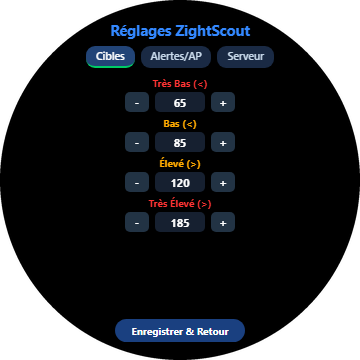 Réglages ZightScout
Cibles Alertes/AP Serveur
Très Bas (<)
- 65 +
Bas (<)
- 85 +
Élevé (>)
- 120 +
Très Élevé (>)
- 185 +
Enregistrer & Retour